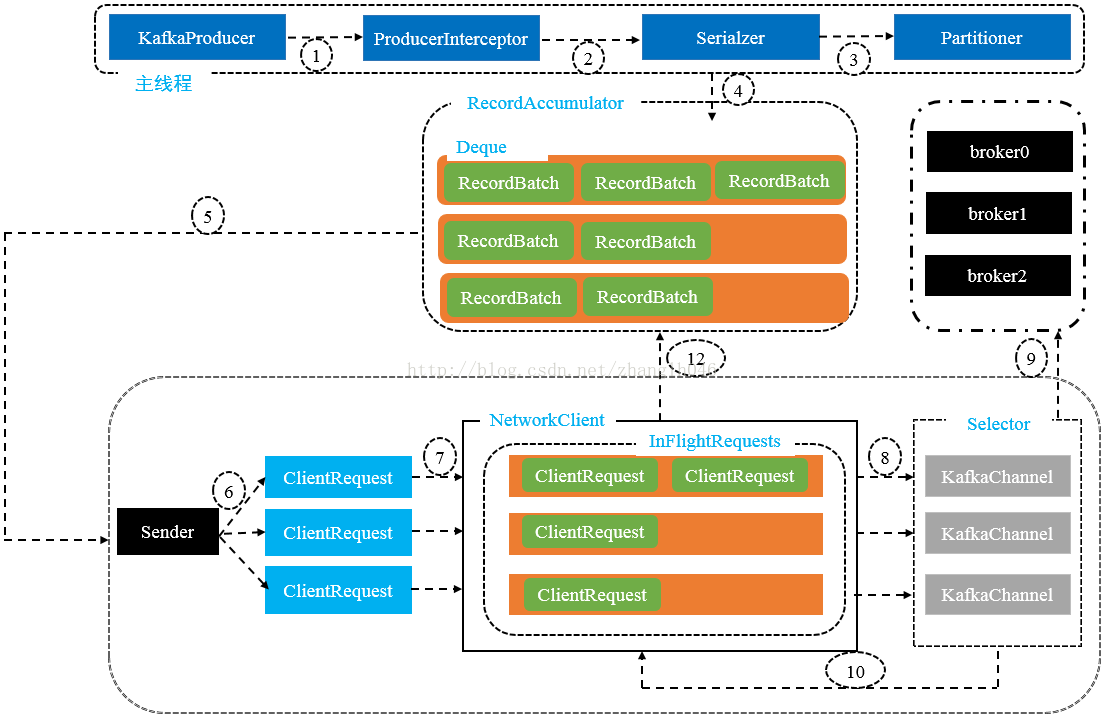 KafkaProducer
1
ProducerInterceptor
2
Serialzer
3
Partitioner
主线程
4
RecordAccumulator
Deque
RecordBatch RecordBatch RecordBatch
RecordBatch RecordBatch
RecordBatch RecordBatch
broker0
broker1
broker2
5
12
9
NetworkClient
InFlightRequests
Selector
Sender
6
ClientRequest
ClientRequest
ClientRequest
7
ClientRequest ClientRequest
ClientRequest
ClientRequest
8
KafkaChannel
KafkaChannel
KafkaChannel
10